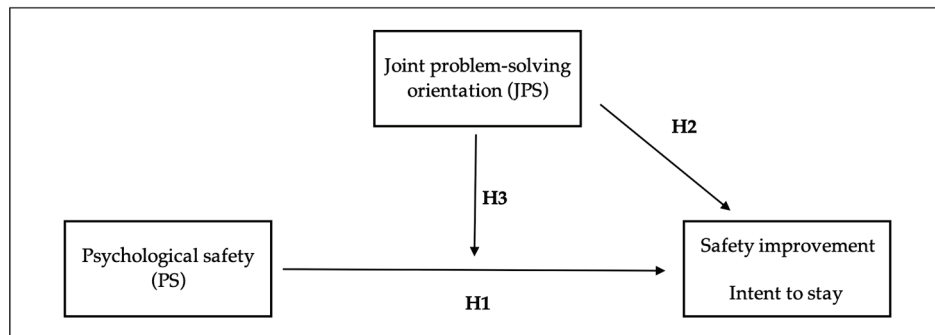 Joint problem-solving
orientation (JPS)
H2
H3
Psychological safety
(PS)
Safety improvement
Intent to stay
H1